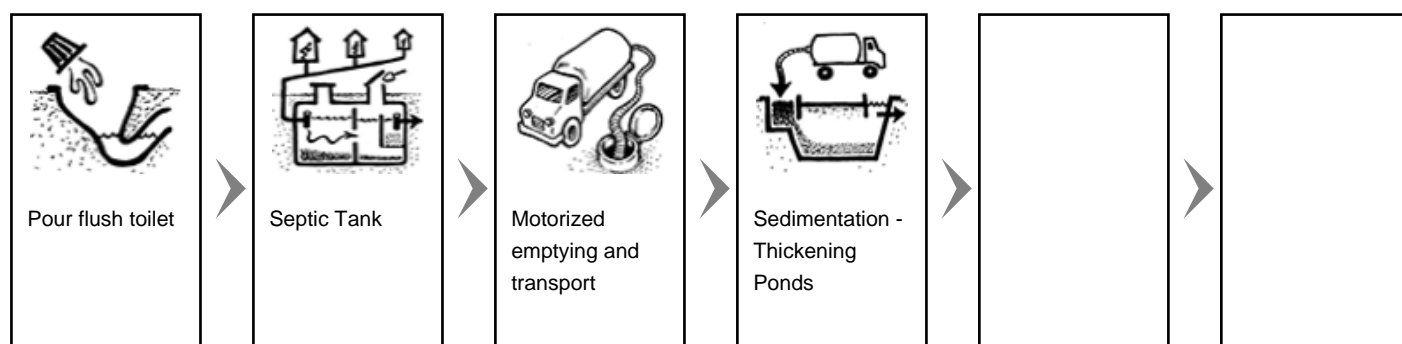 Pour flush toilet
Septic Tank
Motorized
emptying and
transport
Sedimentation -
Thickening
Ponds